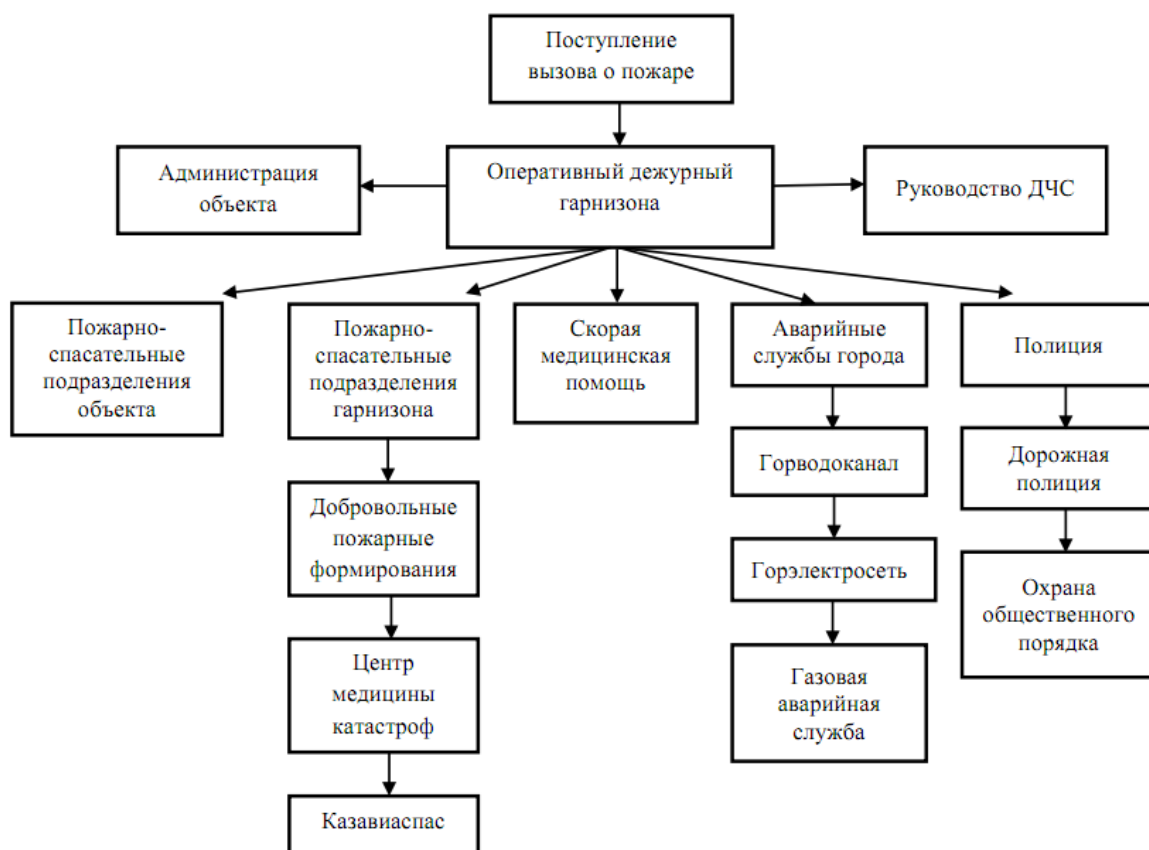 Поступление
вызова о пожаре
Администрация
объекта
Оперативный дежурный
гарнизона
Руководство ДЧС
Пожарно-
спасательные
подразделения
объекта
Пожарно-
спасательные
подразделения
гарнизона
Скорая
медицинская
помощь
Аварийные
службы города
Полиция
Горводоканал
Дорожная
полиция
Добровольные
пожарные
формирования
Горэлектросеть
Охрана
общественного
порядка
Центр
медицины
катастроф
Газовая
аварийная
служба
Казавиаспас